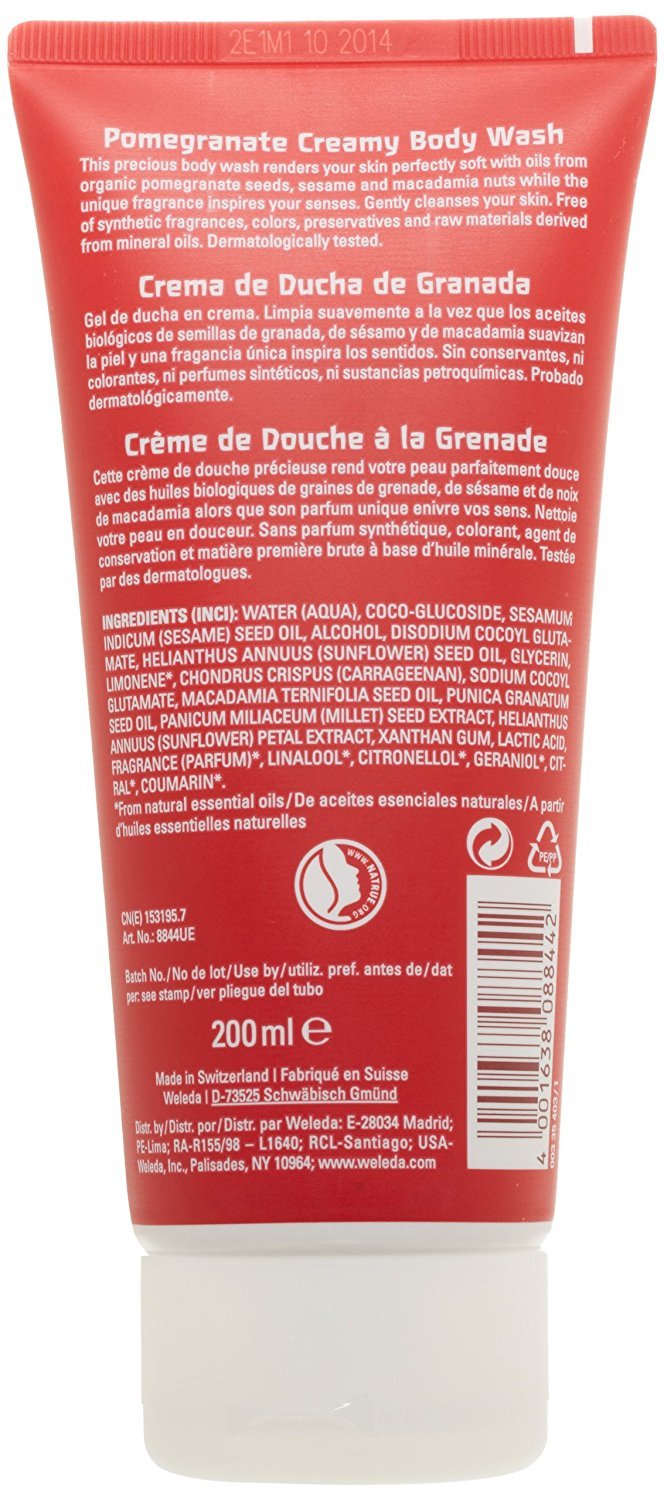 2E1M1 10 2014
Pomegranate Creamy Body Wash
This precious body wash renders your skin perfectly soft with oils from
organic pomegranate seeds, sesame and macadamia nuts while the
unique fragrance inspires your senses. Gently cleanses your skin. Free
of synthetic fragrances, colors, preservatives and raw materials derived
from mineral oils. Dermatologically tested.
Crema de Ducha de Granada
Gel de ducha en crema. Limpia suavemente a la vez que los aceites
biológicos de semillas de granada, de sésamo y de macadamia suavizan
la piel y una fragancia única inspira los sentidos. Sin conservantes, ni
colorantes, ni perfumes sintéticos, ni sustancias petroquímicas. Probado
dermatológicamente.
Crème de Douche à la Grenade
Cette crème de douche précieuse rend votre peau parfaitement douce
avec des huiles biologiques de graines de grenade, de sésame et de noix
de macadamia alors que son parfum unique enivre vos sens. Nettoie
votre peau en douceur. Sans parfum synthétique, colorant, agent de
conservation et matière première brute à base d'huile minérale. Testée
par des dermatologues.
INGREDIENTS (INCI): WATER (AQUA), COCO-GLUCOSIDE, SESAMUM
INDICUM (SESAME) SEED OIL, ALCOHOL, DISODIUM COCOYL GLUTA-
MATE, HELIANTHUS ANNUUS (SUNFLOWER) SEED OIL, GLYCERIN,
LIMONENE*, CHONDRUS CRISPUS (CARRAGEENAN), SODIUM COCOYL
GLUTAMATE, MACADAMIA TERNIFOLIA SEED OIL, PUNICA GRANATUM
SEED OIL, PANICUM MILIACEUM (MILLET) SEED EXTRACT, HELIANTHUS
ANNUUS (SUNFLOWER) PETAL EXTRACT, XANTHAN GUM, LACTIC ACID,
FRAGRANCE (PARFUM)*, LINALOOL*, CITRONELLOL*, GERANIOL*, CIT-
RAL*, COUMARIN*.
*From natural essential oils/De aceites esenciales naturales/A partir
d'huiles essentielles naturelles
WWW.NATRUE.ORG
PE/PP
CN(E) 153195.7
Art. No.: 8844UE
Batch No./No de lot/Use by/utiliz. pref. antes de/dat
per: see stamp/ver pliegue del tubo
200 ml e
Made in Switzerland | Fabriqué en Suisse
Weleda | D-73525 Schwäbisch Gmünd
Distr. by/Distr. por/Distr. par Weleda: E-28034 Madrid;
PE-Lima; RA-R155/98 – L1640; RCL-Santiago; USA-
Weleda, Inc., Palisades, NY 10964; www.weleda.com
4 001638 088442
003 35 403/1